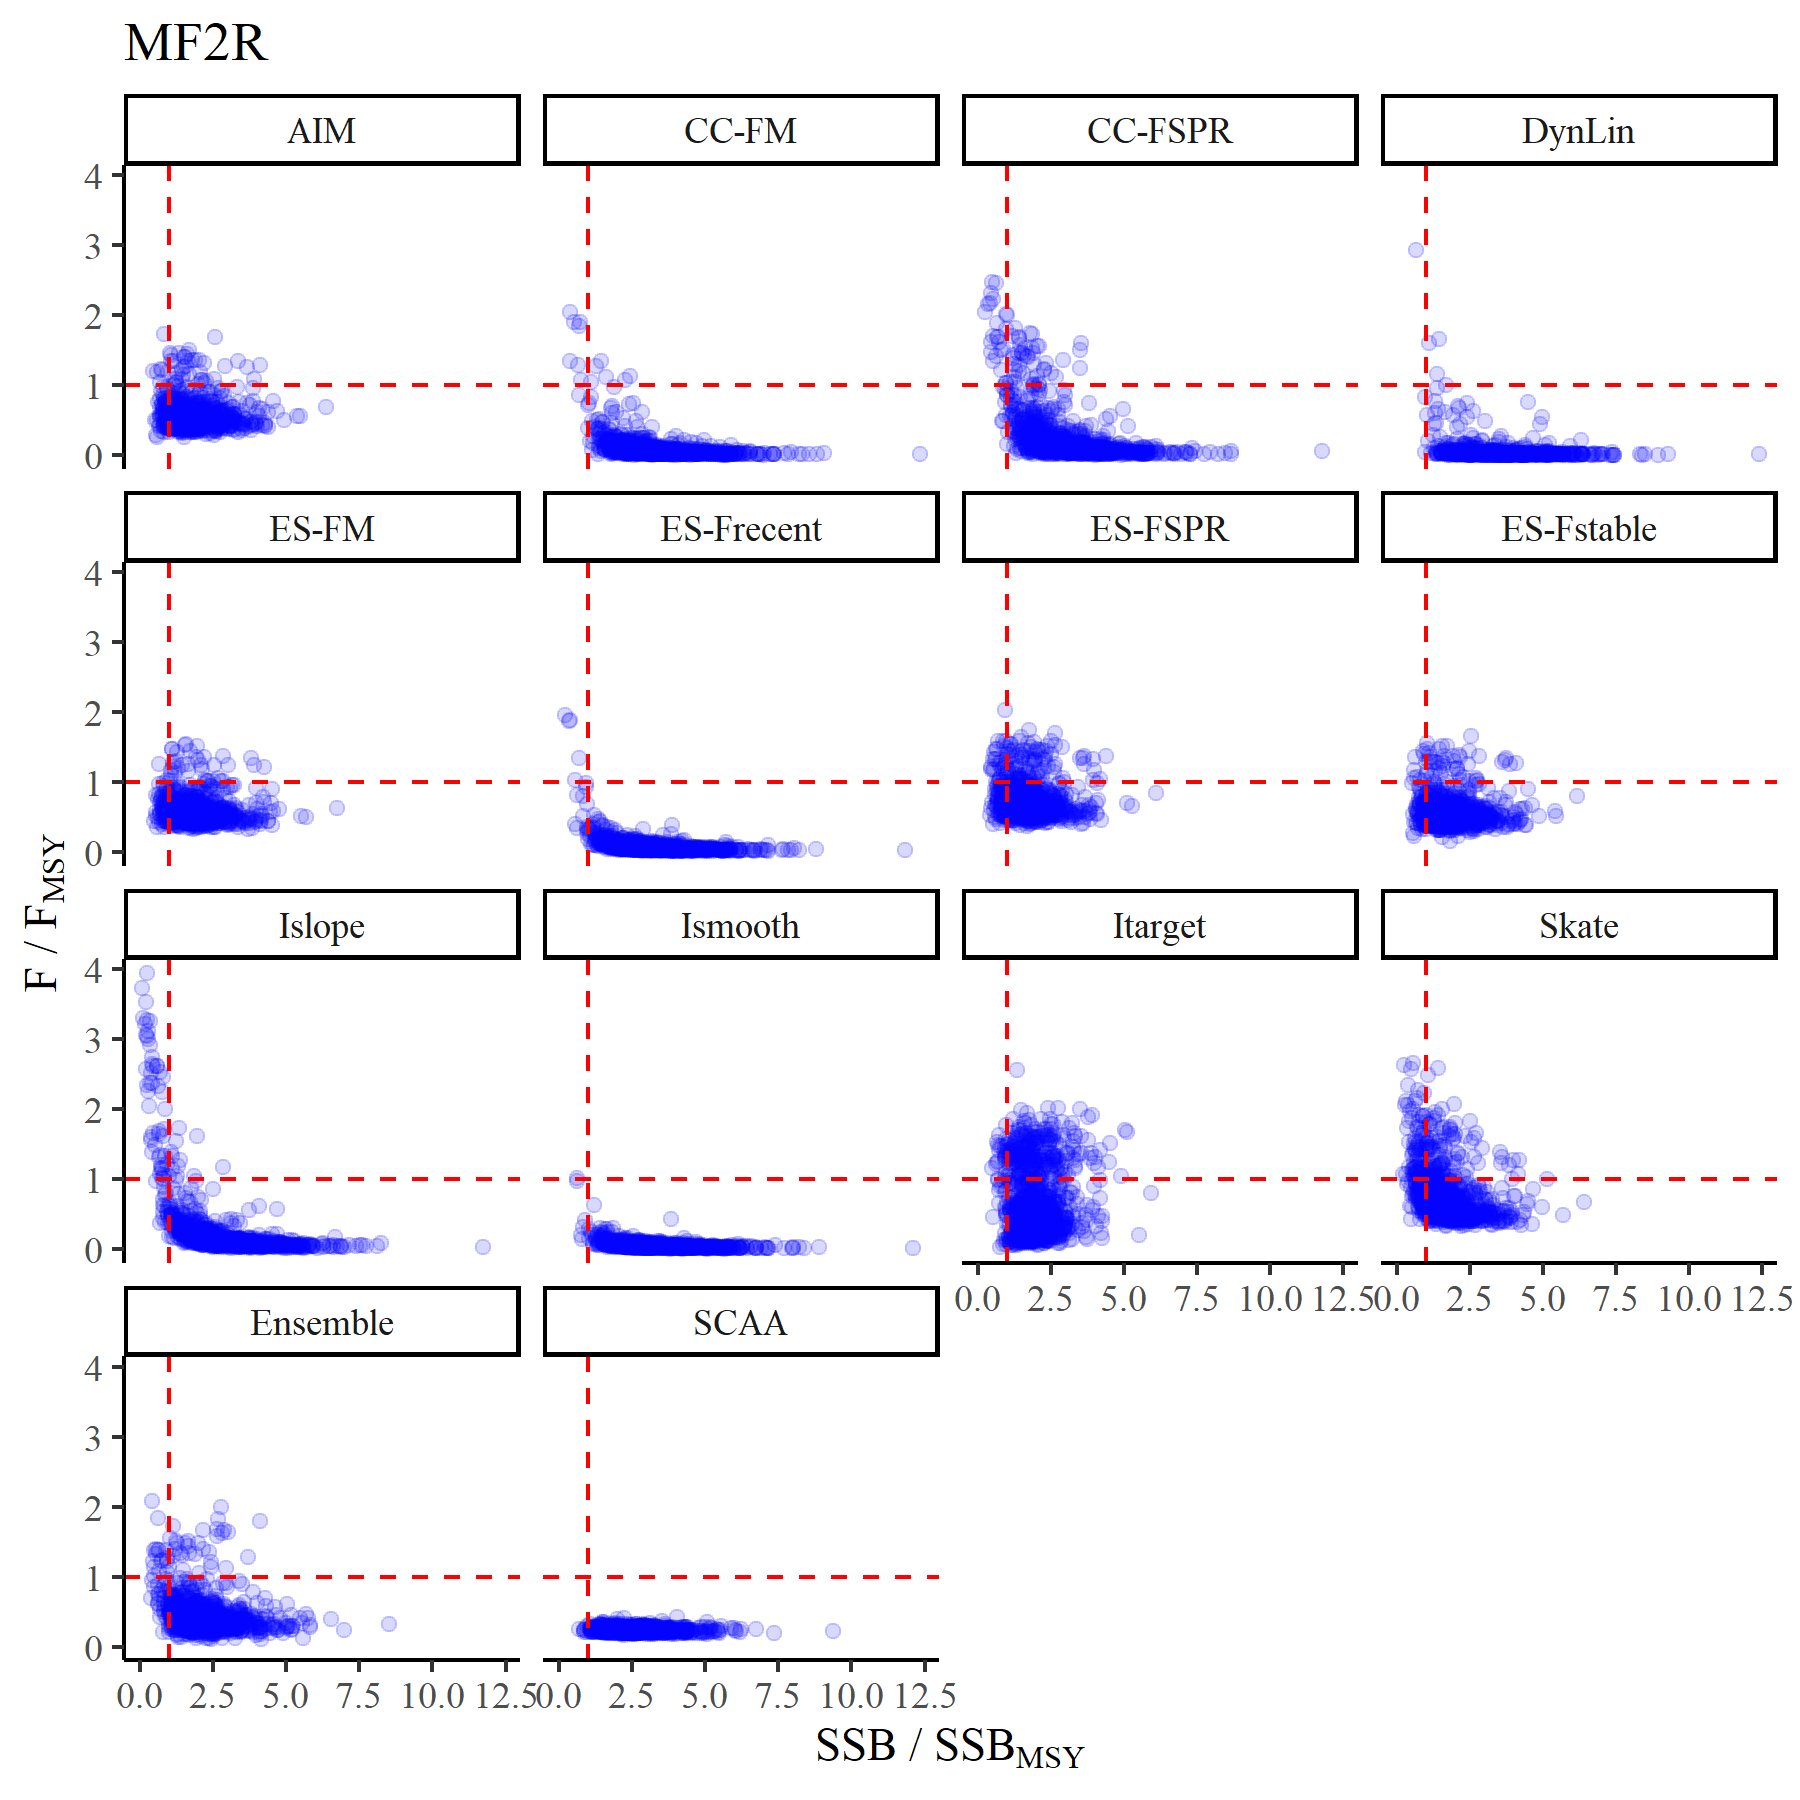 MF2R
AIM CC-FM CC-FSPR DynLin
4
3
2
1
0
ES-FM ES-Frecent ES-FSPR ES-Fstable
4
3
2
1
0
F / FMSY
Islope Ismooth Itarget Skate
4
3
2
1
0
0.0 2.5 5.0 7.5 10.0 12.5 0.0 2.5 5.0 7.5 10.0 12.5
Ensemble SCAA
4
3
2
1
0
0.0 2.5 5.0 7.5 10.0 12.5 0.0 2.5 5.0 7.5 10.0 12.5
SSB / SSBMSY